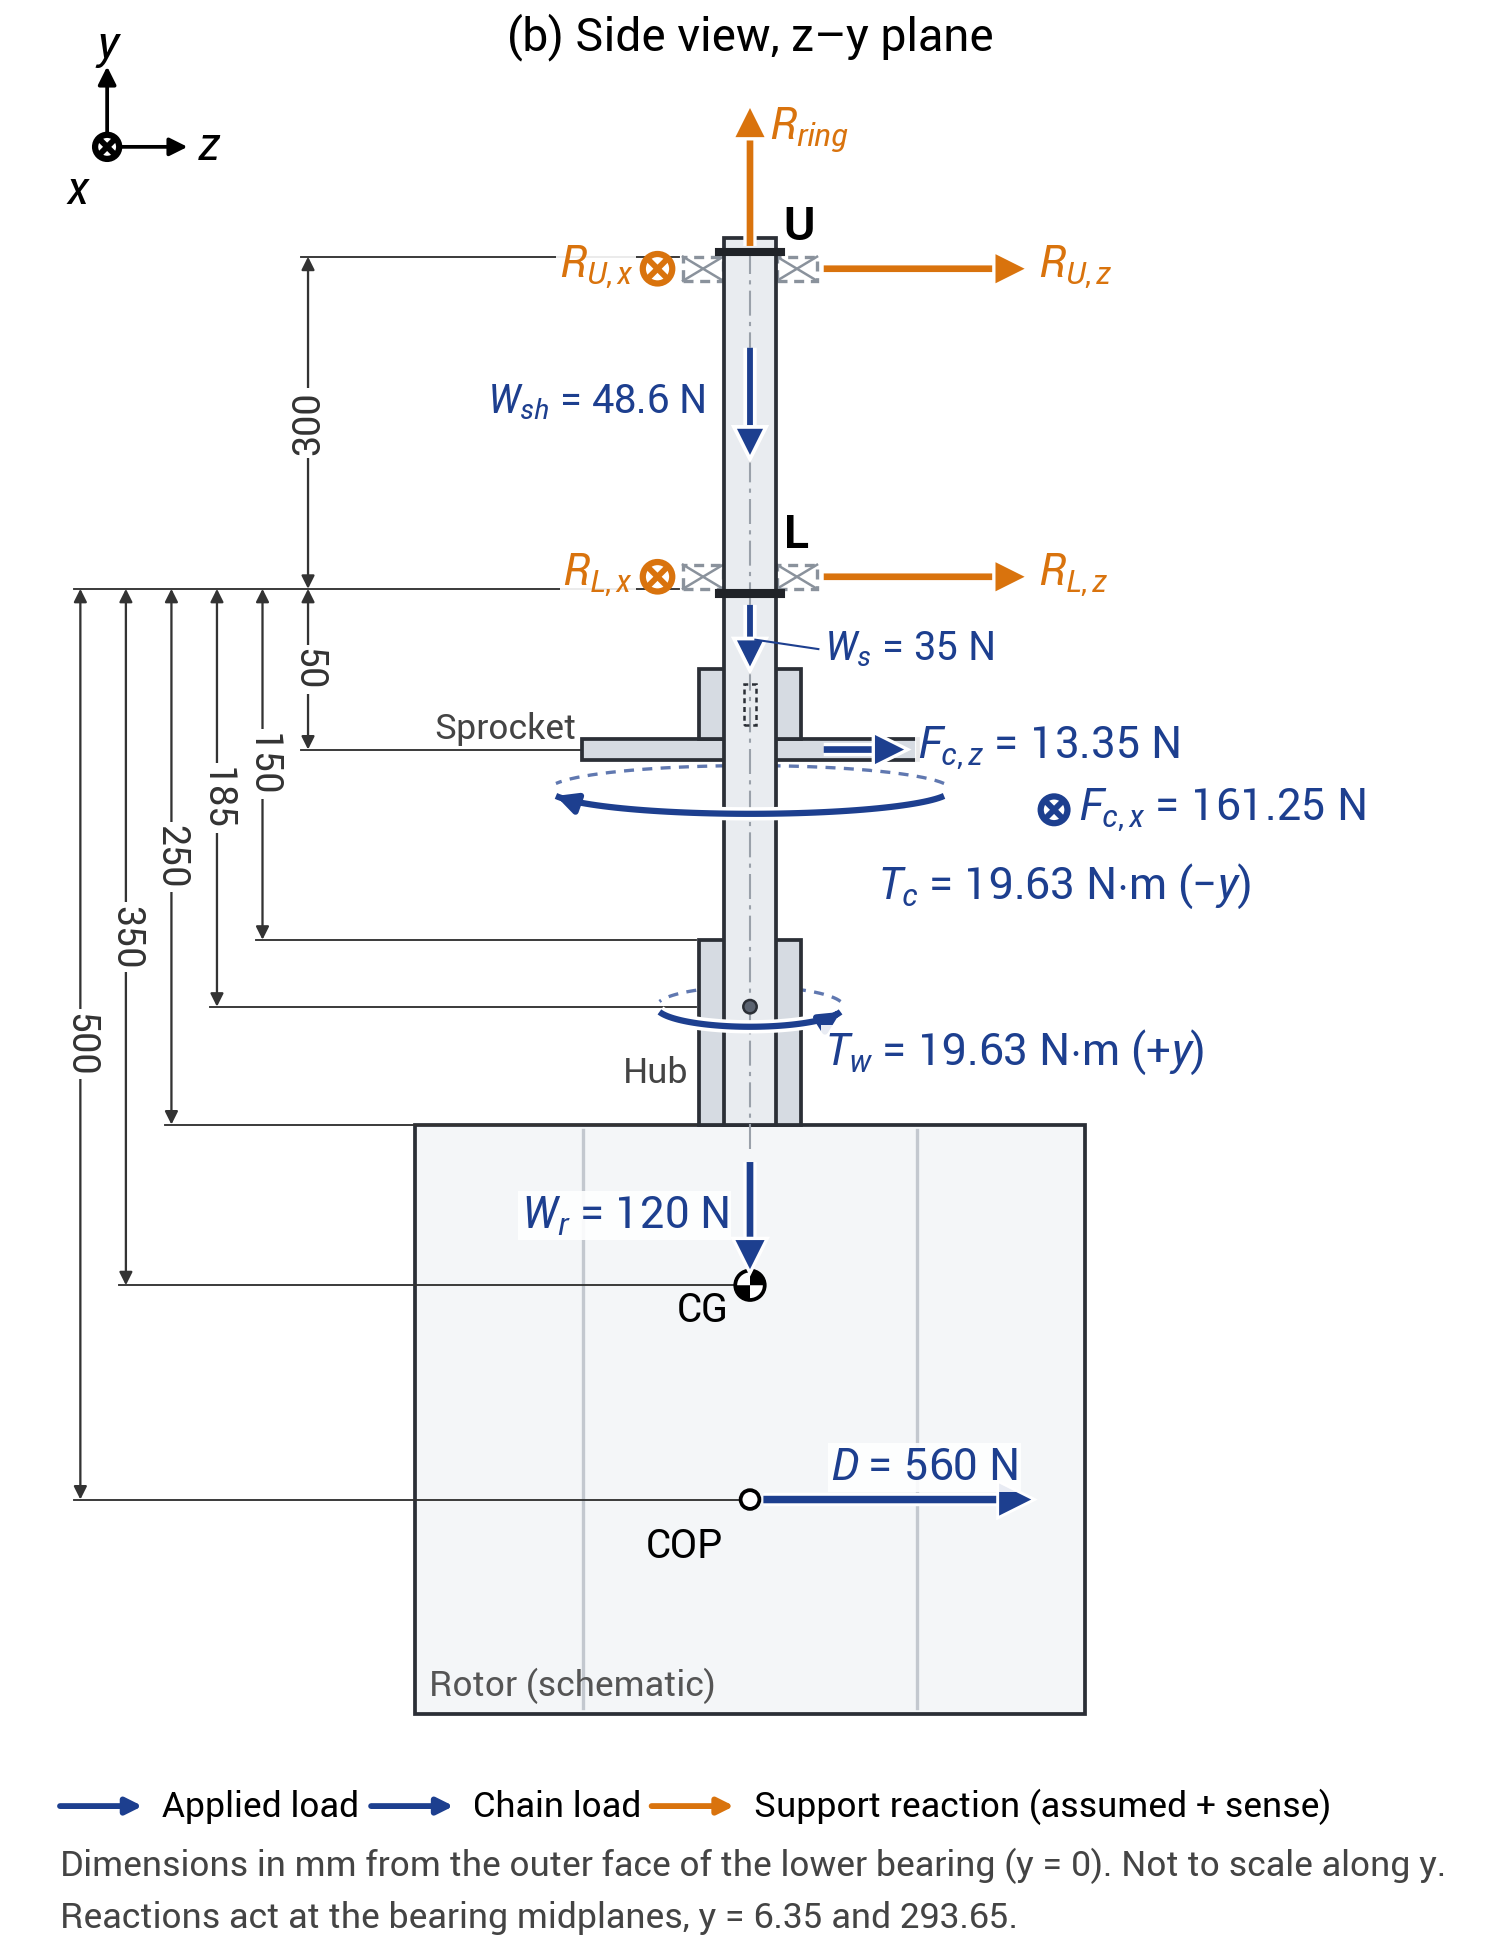 (b) Side view, z–y plane
y
z
x
R_ring
U
R_U,x
R_U,z
W_sh = 48.6 N
300
L
R_L,x
R_L,z
W_s = 35 N
50
Sprocket
F_c,z = 13.35 N
150
185
F_c,x = 161.25 N
250
T_c = 19.63 N·m (−y)
350
500
T_w = 19.63 N·m (+y)
Hub
W_r = 120 N
CG
D = 560 N
COP
Rotor (schematic)
Applied load
Chain load
Support reaction (assumed + sense)
Dimensions in mm from the outer face of the lower bearing (y = 0). Not to scale along y.
Reactions act at the bearing midplanes, y = 6.35 and 293.65.